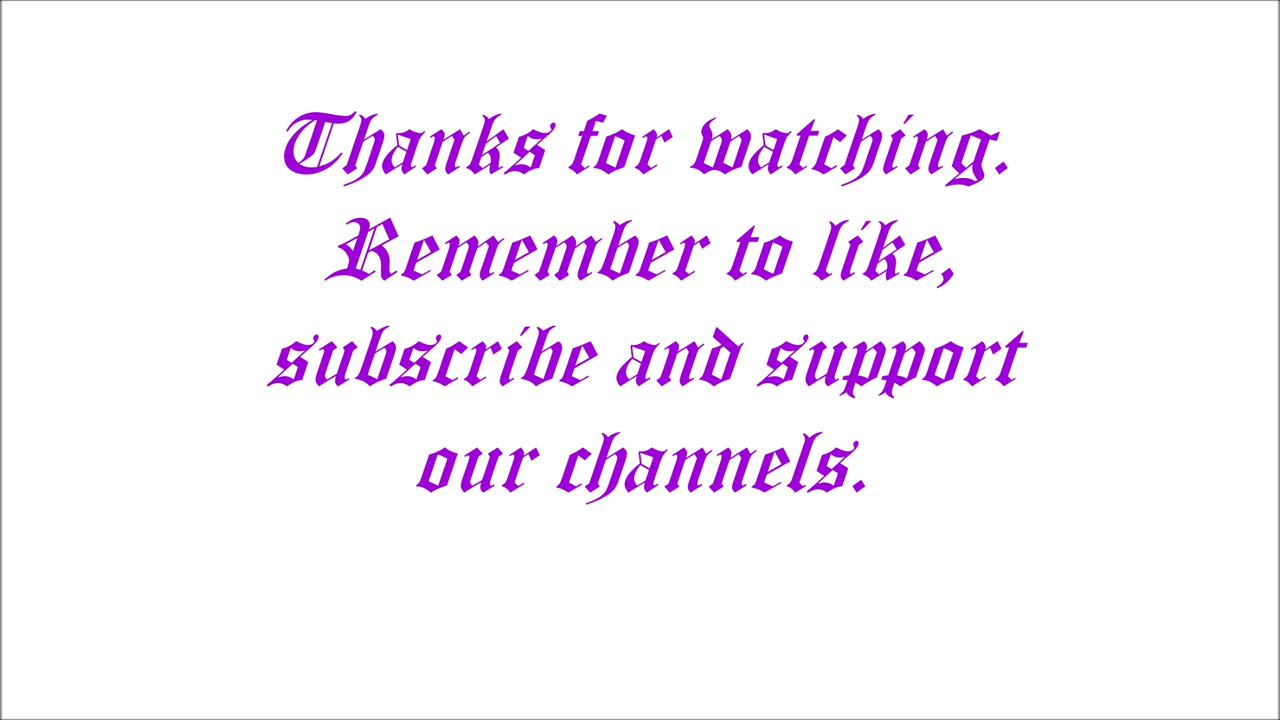 Thanks for watching.
Remember to like,
subscribe and support
our channels.